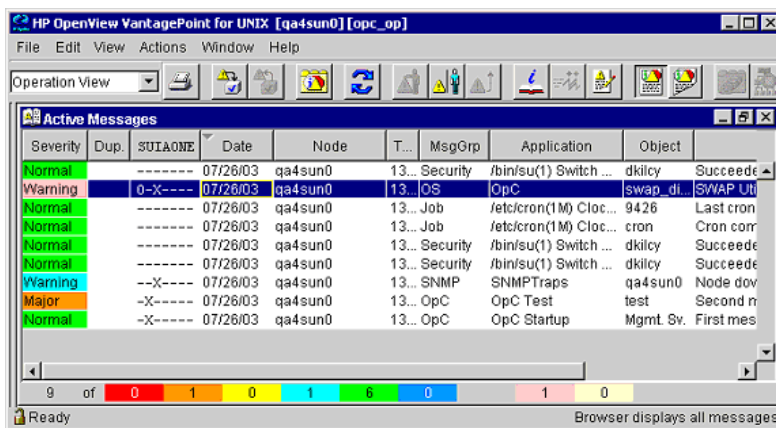 HP OpenView VantagePoint for UNIX [qa4sun0] [opc_op]
File Edit View Actions Window Help
Operation View
Active Messages
Severity Dup. SUIAONE Date Node T... MsgGrp Application Object
Normal ------- 07/26/03 qa4sun0 13... Security /bin/su(1) Switch ... dkilcy Succeede
Warning O-X---- 07/26/03 qa4sun0 13... OS OpC swap_di... SWAP Uti
Normal ------- 07/26/03 qa4sun0 13... Job /etc/cron(1M) Cloc... 9426 Last cron
Normal ------- 07/26/03 qa4sun0 13... Job /etc/cron(1M) Cloc... cron Cron com
Normal ------- 07/26/03 qa4sun0 13... Security /bin/su(1) Switch ... dkilcy Succeede
Normal ------- 07/26/03 qa4sun0 13... Security /bin/su(1) Switch ... dkilcy Succeede
Warning --X---- 07/26/03 qa4sun0 13... SNMP SNMPTraps qa4sun0 Node dov
Major -X----- 07/26/03 qa4sun0 13... OpC OpC Test test Second m
Normal -X----- 07/26/03 qa4sun0 13... OpC OpC Startup Mgmt. Sv. First mes
9 of 0 1 0 1 6 0 1 0
Ready Browser displays all messages